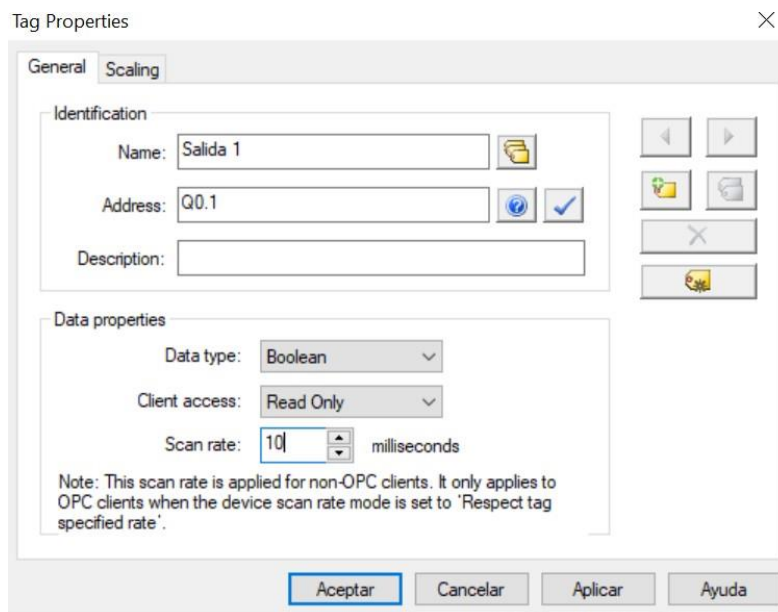 Tag Properties
General Scaling
Identification
Name: Salida 1
Address: Q0.1
Description:
Data properties
Data type: Boolean
Client access: Read Only
Scan rate: 10 milliseconds
Note: This scan rate is applied for non-OPC clients. It only applies to
OPC clients when the device scan rate mode is set to 'Respect tag
specified rate'.
Aceptar Cancelar Aplicar Ayuda